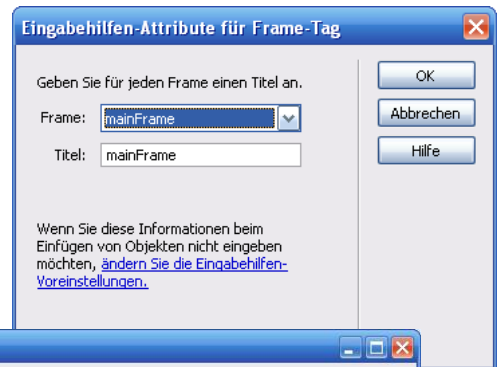 Eingabehilfen-Attribute für Frame-Tag
Geben Sie für jeden Frame einen Titel an.
Frame: mainFrame
Titel: mainFrame
OK
Abbrechen
Hilfe
Wenn Sie diese Informationen beim
Einfügen von Objekten nicht eingeben
möchten, ändern Sie die Eingabehilfen-
Voreinstellungen.